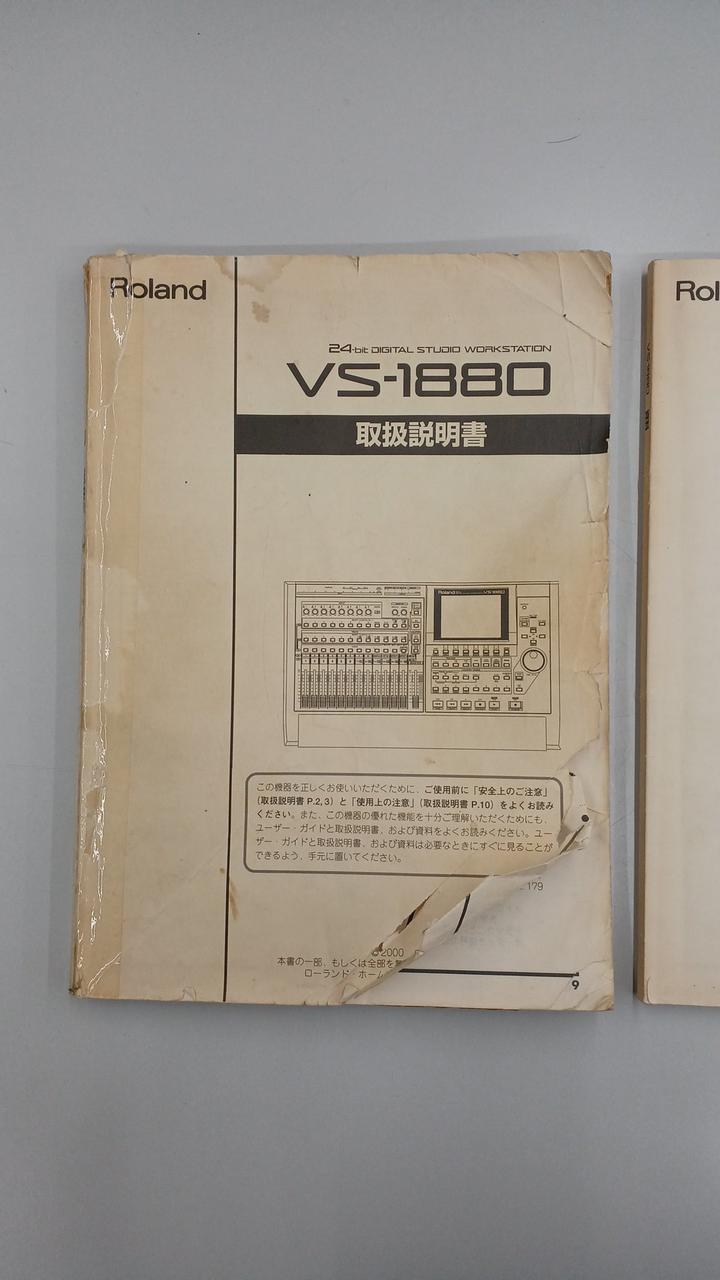 Roland
24-bit DIGITAL STUDIO WORKSTATION
VS-1880
取扱説明書
Roland
VS-1880
この機器を正しくお使いいただくために、ご使用前に「安全上のご注意」
（取扱説明書 P.2, 3）と「使用上の注意」（取扱説明書 P.10）をよくお読み
ください。また、この機器の優れた機能を十分ご理解いただくためにも、
ユーザー・ガイドと取扱説明書、および資料をよくお読みください。ユー
ザー・ガイドと取扱説明書、および資料は必要なときにすぐに見ることが
できるよう、手元に置いてください。
179
©2000
本書の一部、もしくは全部を
ローランド・ホーム
9
Rol